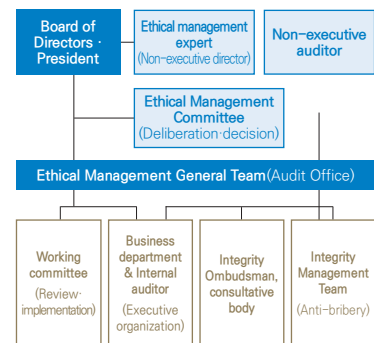 Board of
Directors ·
President
Ethical management
expert
(Non-executive director)
Non-executive
auditor
Ethical Management
Committee
(Deliberation·decision)
Ethical Management General Team(Audit Office)
Working
committee
(Review·
implementation)
Business
department
& Internal
auditor
(Executive
organization)
Integrity
Ombudsman,
consultative
body
Integrity
Management
Team
(Anti-bribery)